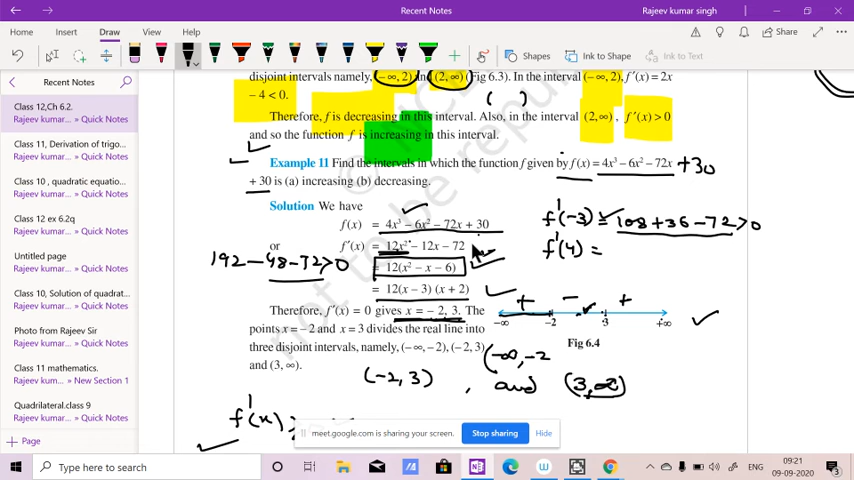 Recent Notes
Rajeev kumar singh
Home Insert Draw View Help
Share
Shapes Ink to Shape Ink to Text
Recent Notes
Class 12,Ch 6.2.
Rajeev kumar... » Quick Notes
Class 11, Derivation of trigo...
Rajeev kumar... » Quick Notes
Class 10 , quadratic equatio...
Rajeev kumar... » Quick Notes
Class 12 ex 6.2q
Rajeev kumar... » Quick Notes
Untitled page
Rajeev kumar... » Quick Notes
Class 10, Solution of quadrat...
Rajeev kumar... » Quick Notes
Photo from Rajeev Sir
Rajeev kum... » Quick Notes
Class 11 mathematics.
Rajeev kum... » New Section 1
Quadrilateral.class 9
Rajeev kumar... » Quick Notes
Page
disjoint intervals namely, (– ∞, 2) and (2, ∞) (Fig 6.3). In the interval (– ∞, 2), f ′(x) = 2x
– 4 < 0.
( )
Therefore, f is decreasing in this interval. Also, in the interval (2, ∞) , f ′(x) > 0
and so the function f is increasing in this interval.
Example 11 Find the intervals in which the function f given by f (x) = 4x³ – 6x² – 72x +30
+ 30 is (a) increasing (b) decreasing.
Solution We have
f(x) = 4x³ – 6x² – 72x + 30
f'(-3) = 108+36-72>0
or f ′(x) = 12x² – 12x – 72
f'(4) =
192 -48-72>0
= 12(x² – x – 6)
= 12(x – 3) (x + 2)
Therefore, f ′(x) = 0 gives x = – 2, 3. The
+ − +
–∞ –2 3 +∞
points x = – 2 and x = 3 divides the real line into
Fig 6.4
three disjoint intervals, namely, (– ∞, – 2), (– 2, 3)
(-∞, -2
and (3, ∞).
(-2, 3) , and (3, ∞)
f'(x)
meet.google.com is sharing your screen. Stop sharing Hide
Type here to search
ENG
09:21
09-09-2020
3